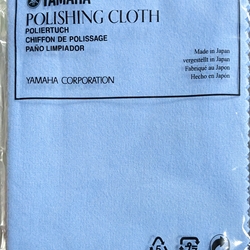 YAMAHA
POLISHING CLOTH
POLIERTUCH
CHIFFON DE POLISSAGE
PAÑO LIMPIADOR
YAMAHA CORPORATION
Made in Japan
vergestellt in Japan
Fabriqué au Japon
Hecho en Japón